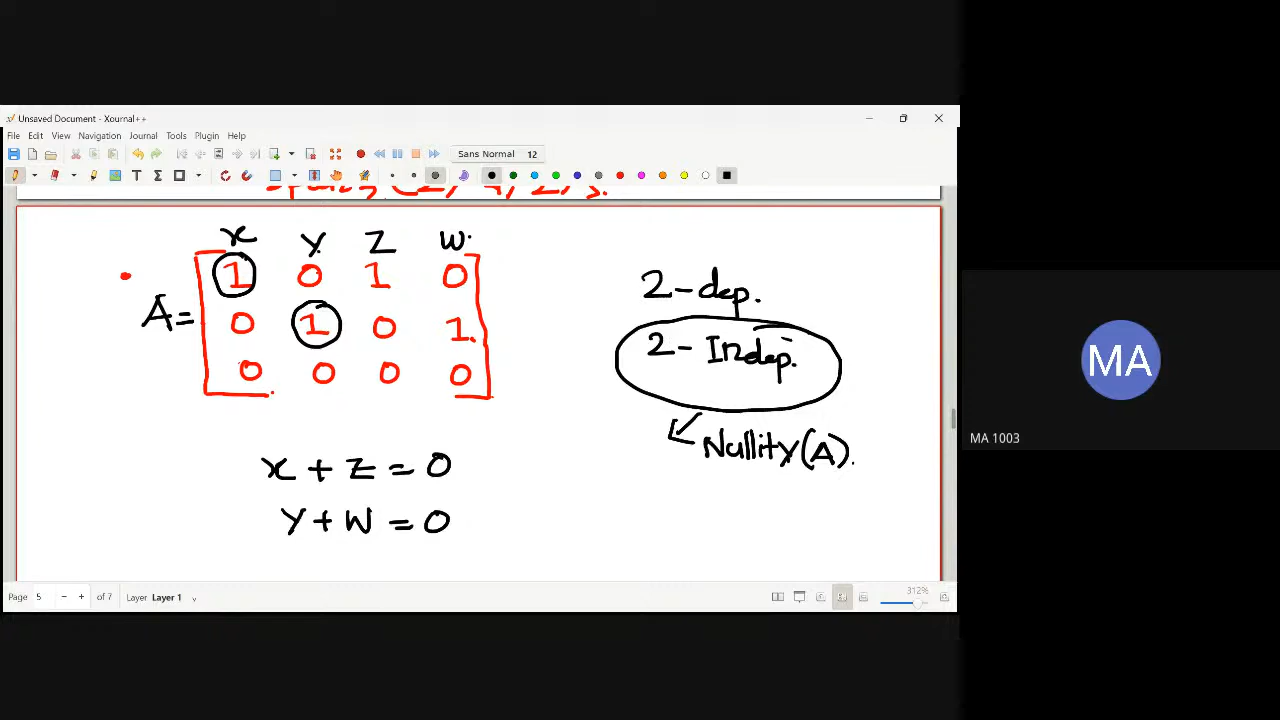 Unsaved Document - Xournal++
File Edit View Navigation Journal Tools Plugin Help
Sans Normal 12
x y z w.
A = [1 0 1 0
0 1 0 1.
0 0 0 0]
2-dep.
2-Indep.
Nullity(A).
x + z = 0
y + w = 0
MA
MA 1003
Page 5 - + of 7 Layer Layer 1 312%